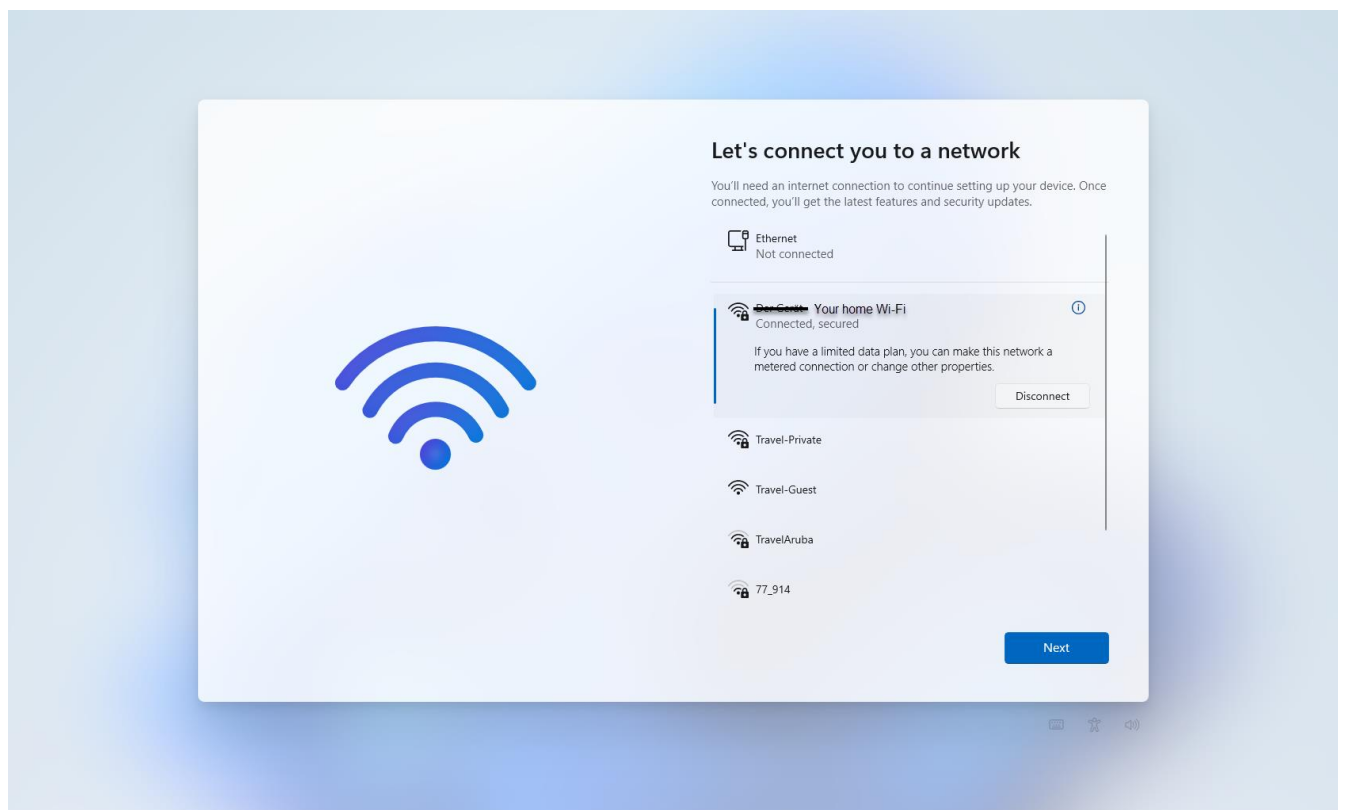 Let's connect you to a network
You'll need an internet connection to continue setting up your device. Once
connected, you'll get the latest features and security updates.
Ethernet
Not connected
Your home Wi-Fi
Connected, secured
If you have a limited data plan, you can make this network a
metered connection or change other properties.
Disconnect
Travel-Private
Travel-Guest
TravelAruba
77_914
Next